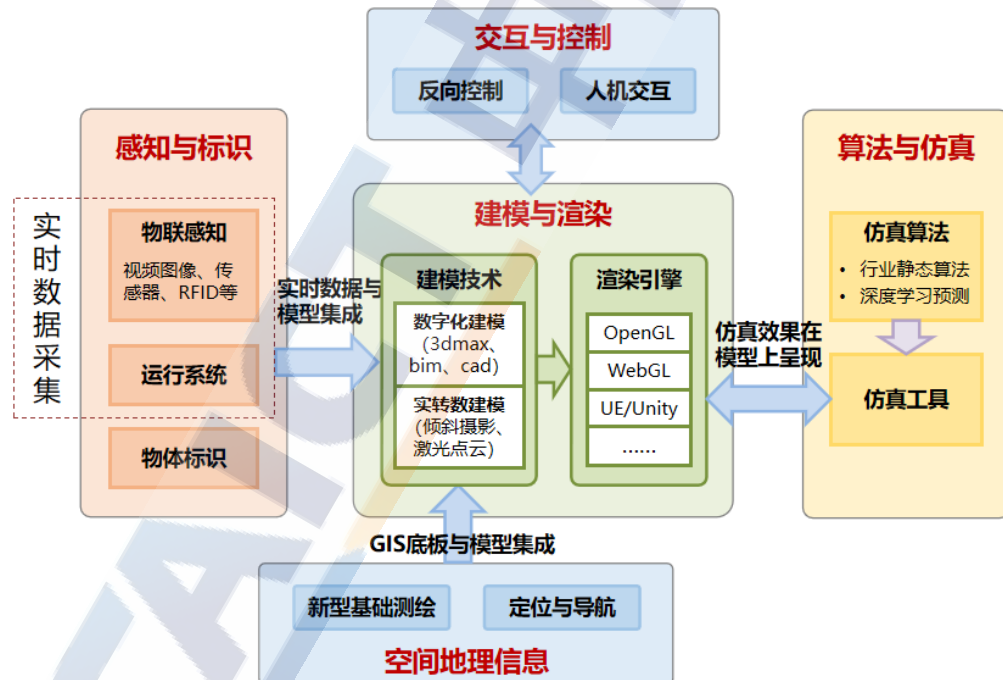 交互与控制
反向控制
人机交互
感知与标识
实时数据采集
物联感知
视频图像、传
感器、RFID等
运行系统
物体标识
实时数据与
模型集成
建模与渲染
建模技术
数字化建模
(3dmax、
bim、cad)
实转数建模
(倾斜摄影、
激光点云)
渲染引擎
OpenGL
WebGL
UE/Unity
……
仿真效果在
模型上呈现
算法与仿真
仿真算法
• 行业静态算法
• 深度学习预测
仿真工具
GIS底板与模型集成
新型基础测绘
定位与导航
空间地理信息